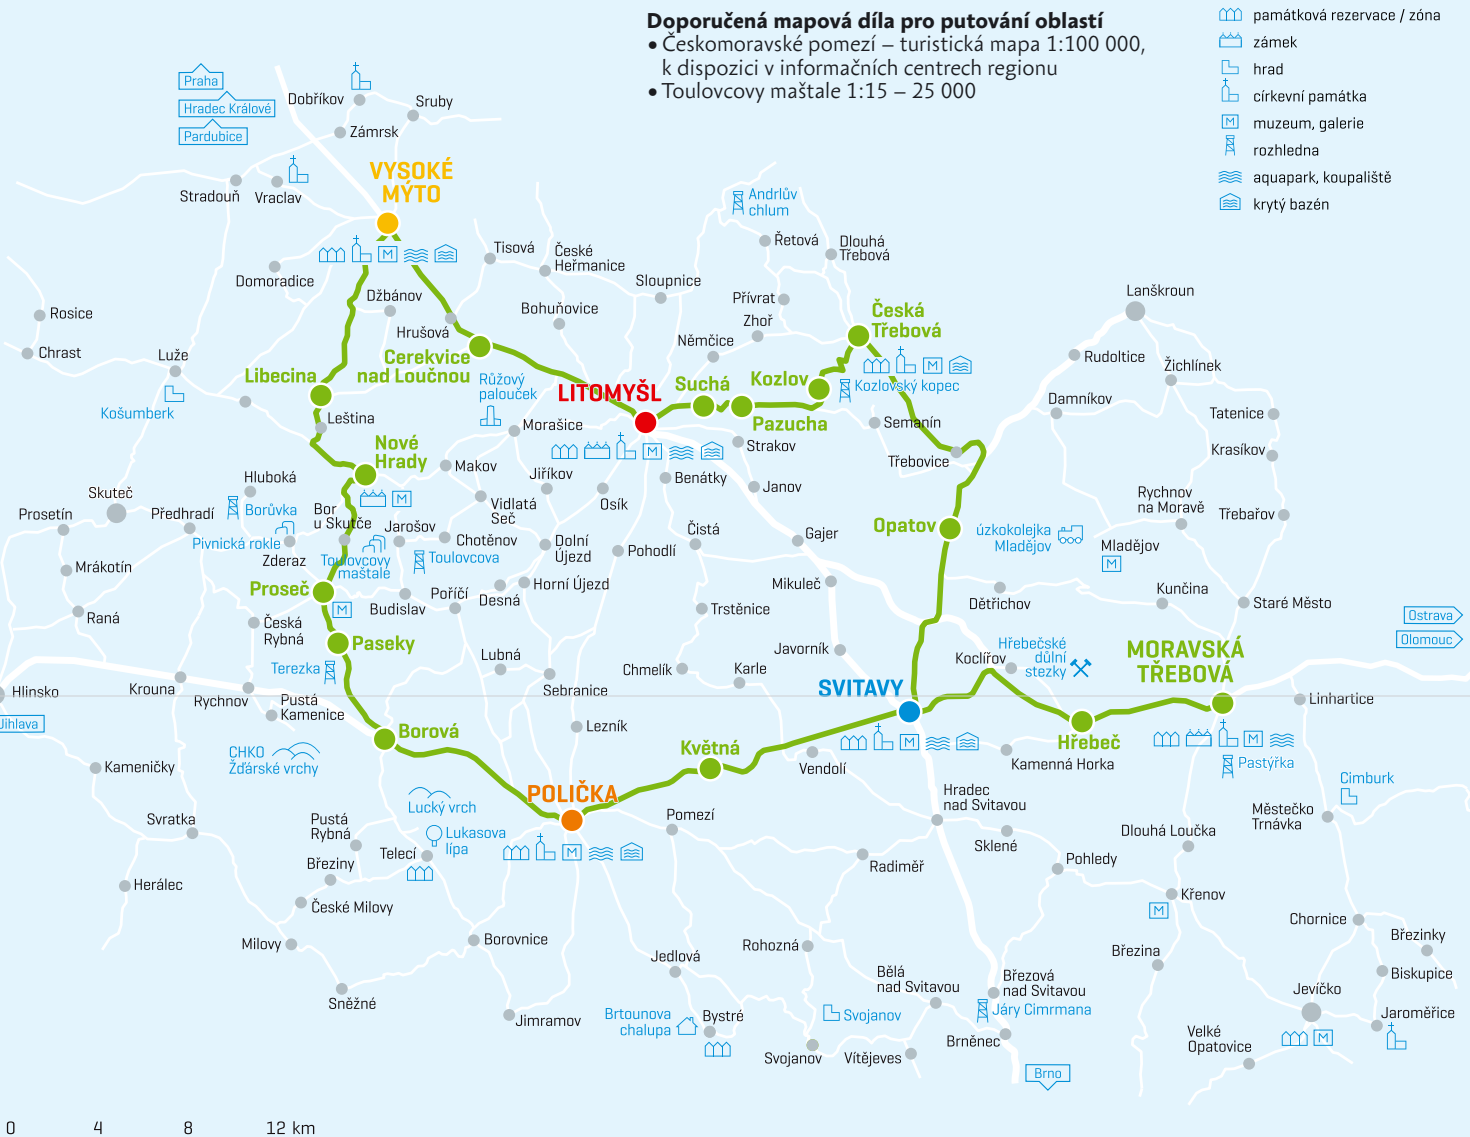 Doporučená mapová díla pro putování oblastí
• Českomoravské pomezí – turistická mapa 1:100 000,
k dispozici v informačních centrech regionu
• Toulovcovy maštale 1:15 – 25 000
památková rezervace / zóna
zámek
hrad
církevní památka
muzeum, galerie
rozhledna
aquapark, koupaliště
krytý bazén
Praha
Hradec Králové
Pardubice
Dobříkov
Sruby
Zámrsk
VYSOKÉ
MÝTO
Stradouň
Vraclav
Andrlův
chlum
Řetová
Dlouhá
Třebová
Tisová
České
Heřmanice
Domoradice
Sloupnice
Džbánov
Bohuňovice
Přívrat
Zhoř
Česká
Třebová
Lanškroun
Rosice
Hrušová
Němčice
Chrast
Luže
Cerekvice
nad Loučnou
Rudoltice
Žichlínek
Libecina
Růžový
palouček
LITOMYŠL
Suchá
Kozlov
Kozlovský kopec
Košumberk
Leština
Morašice
Pazucha
Semanín
Damníkov
Tatenice
Nové
Hrady
Makov
Strakov
Třebovice
Krasíkov
Hluboká
Jiříkov
Benátky
Janov
Skuteč
Prosetín
Předhradí
Borůvka
Bor
u Skutče
Jarošov
Vidlatá
Seč
Osík
Rychnov
na Moravě
Třebařov
Pivnická rokle
Chotěnov
Dolní
Újezd
Čistá
Gajer
Opatov
úzkokolejka
Mladějov
Mladějov
Zderaz
Toulovcovy
maštale
Toulovcova
Pohodlí
Mrákotín
Proseč
Budislav
Poříčí
Desná
Horní Újezd
Mikuleč
Dětřichov
Kunčina
Staré Město
Raná
Česká
Rybná
Trstěnice
Ostrava
Olomouc
Paseky
Terezka
Lubná
Javorník
Hřebečské
důlní
stezky
Koclířov
MORAVSKÁ
TŘEBOVÁ
Hlinsko
Krouna
Rychnov
Pustá
Kamenice
Sebranice
Chmelík
Karle
SVITAVY
Linhartice
Jihlava
Borová
Lezník
Květná
Hřebeč
CHKO
Žďárské vrchy
Kameničky
Vendolí
Kamenná Horka
Pastýřka
Cimburk
POLIČKA
Lucký vrch
Hradec
nad Svitavou
Městečko
Trnávka
Svratka
Pustá
Rybná
Lukasova
lípa
Pomezí
Sklené
Dlouhá Loučka
Telecí
Březiny
Radiměř
Pohledy
Herálec
České Milovy
Křenov
Chornice
Milovy
Borovnice
Jedlová
Rohozná
Březina
Březinky
Biskupice
Sněžné
Bělá
nad Svitavou
Březová
nad Svitavou
Jevíčko
Jimramov
Brtounova
chalupa
Bystré
Svojanov
Járy Cimrmana
Jaroměřice
Svojanov
Vítějeves
Brněnec
Velké
Opatovice
Brno
0 4 8 12 km